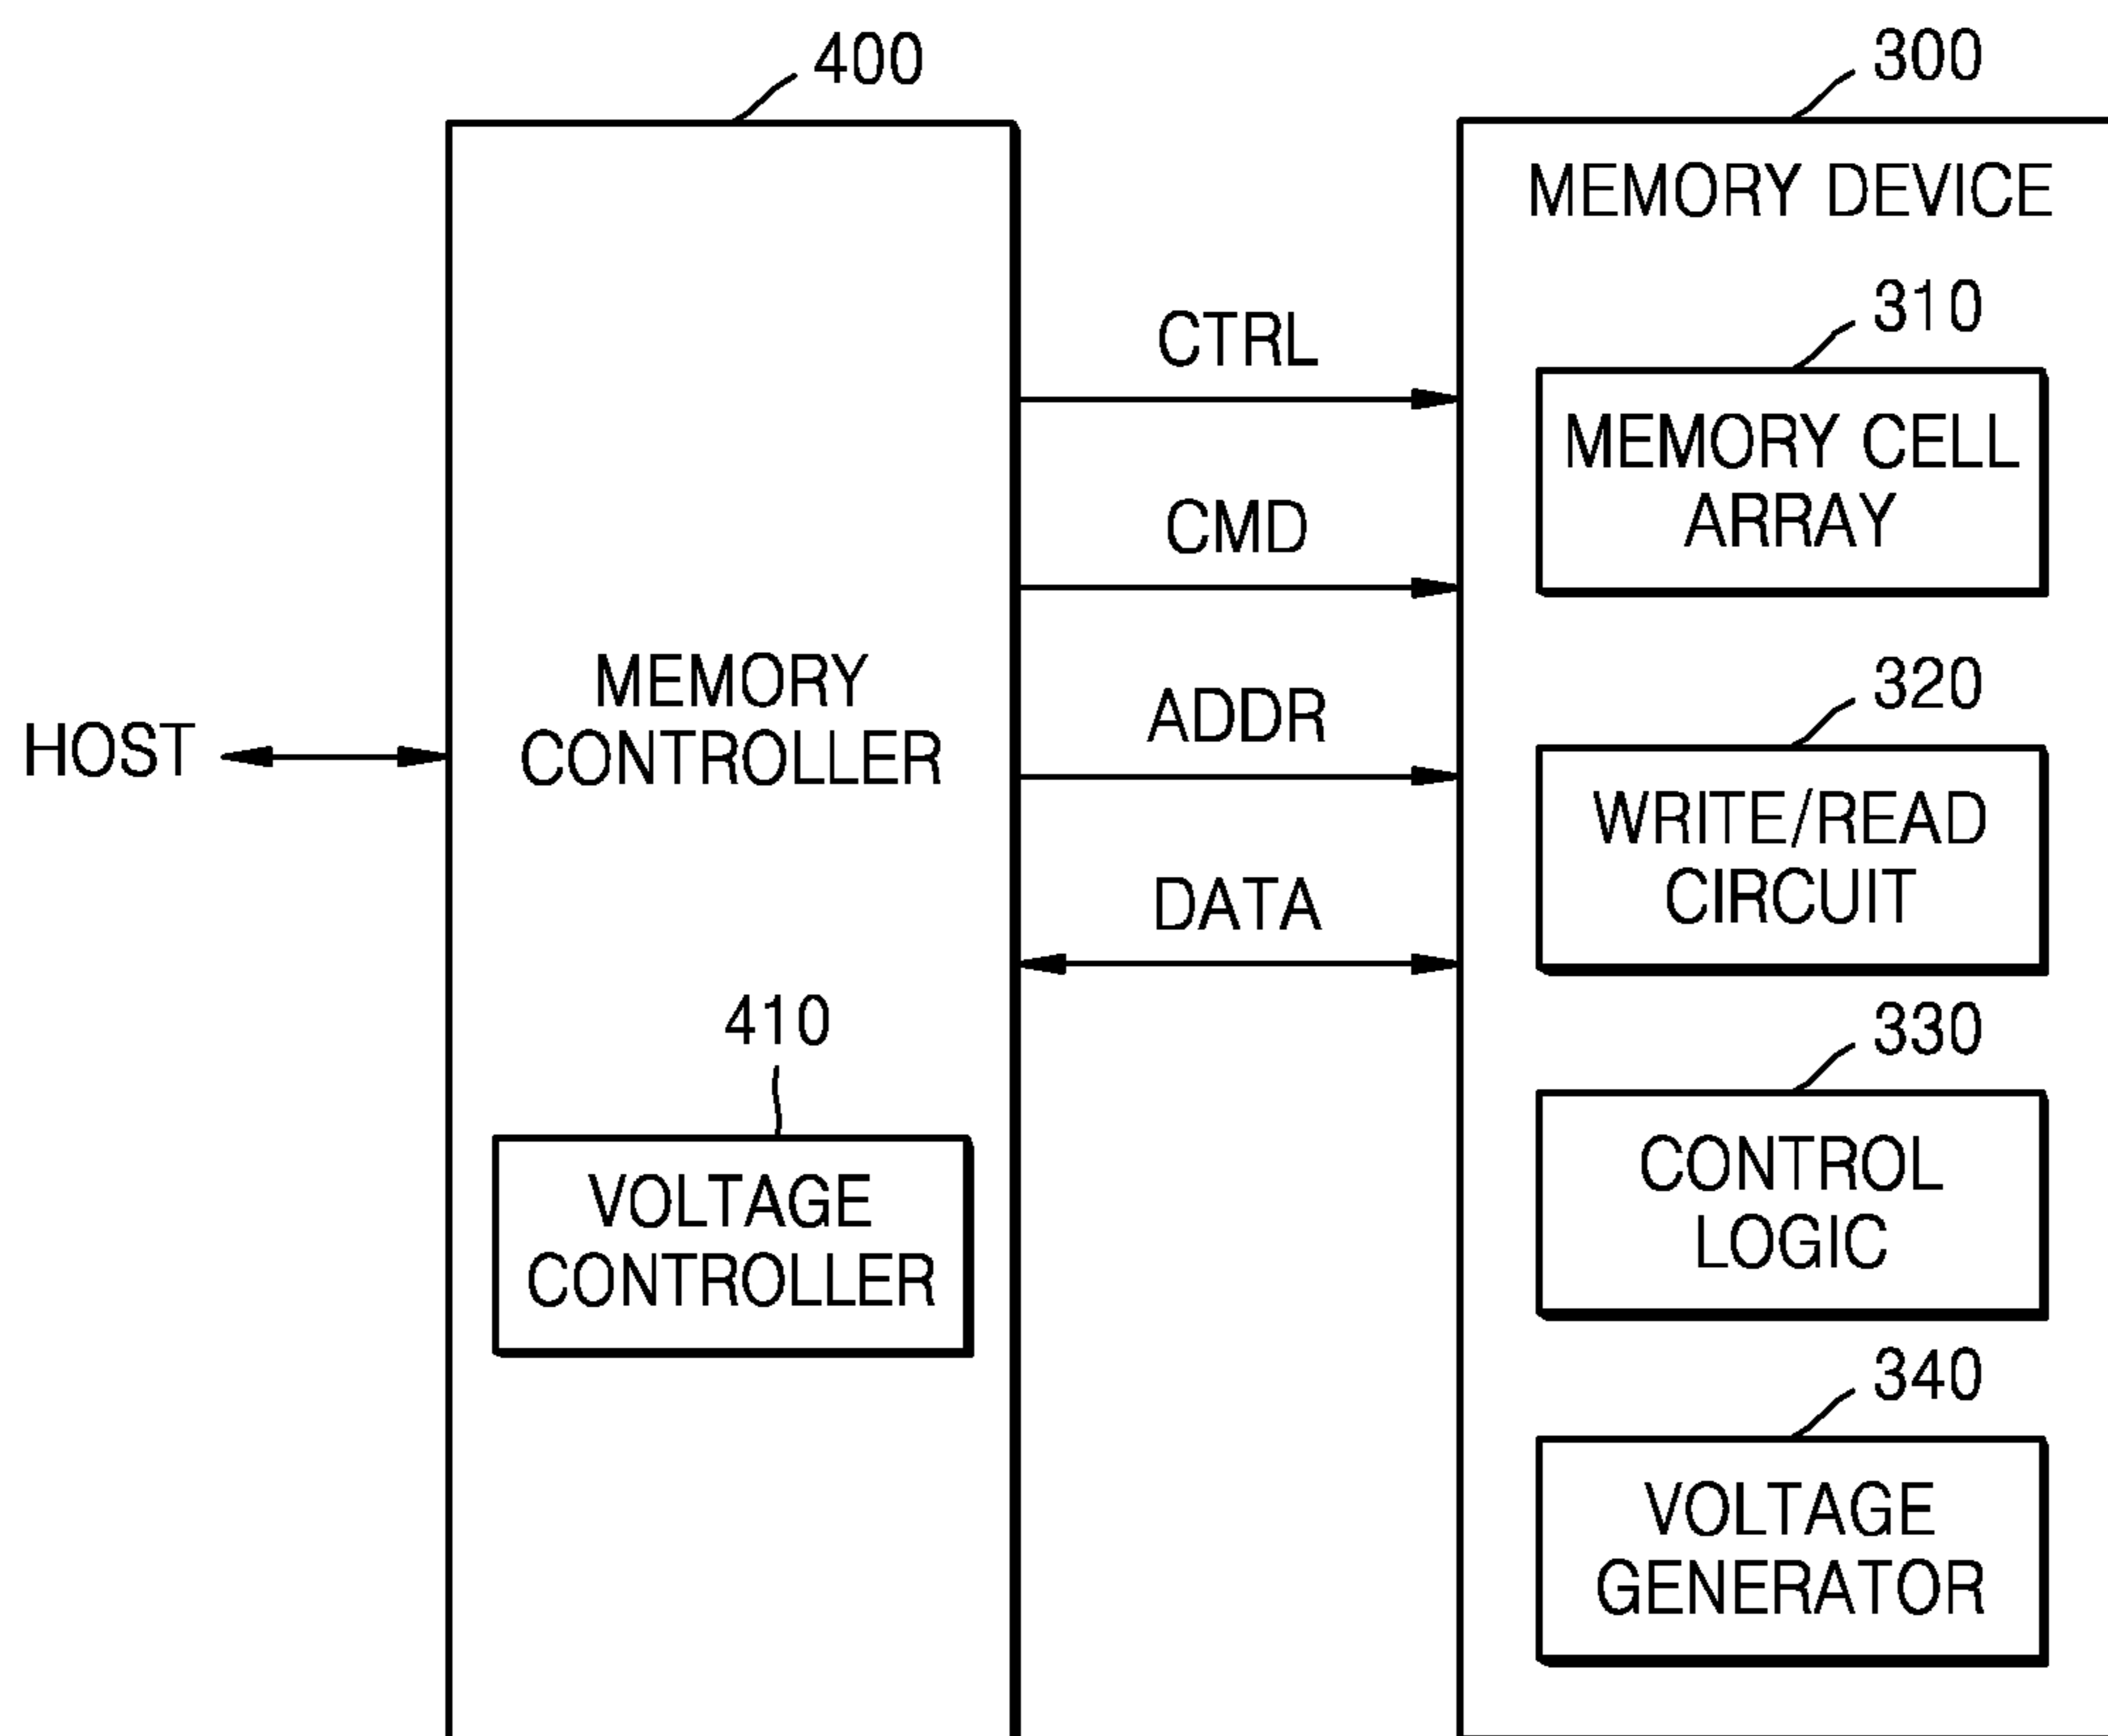 400
300
MEMORY DEVICE
310
CTRL
MEMORY CELL
ARRAY
CMD
MEMORY
CONTROLLER
ADDR
320
HOST
WRITE/READ
CIRCUIT
DATA
410
330
VOLTAGE
CONTROLLER
CONTROL
LOGIC
340
VOLTAGE
GENERATOR